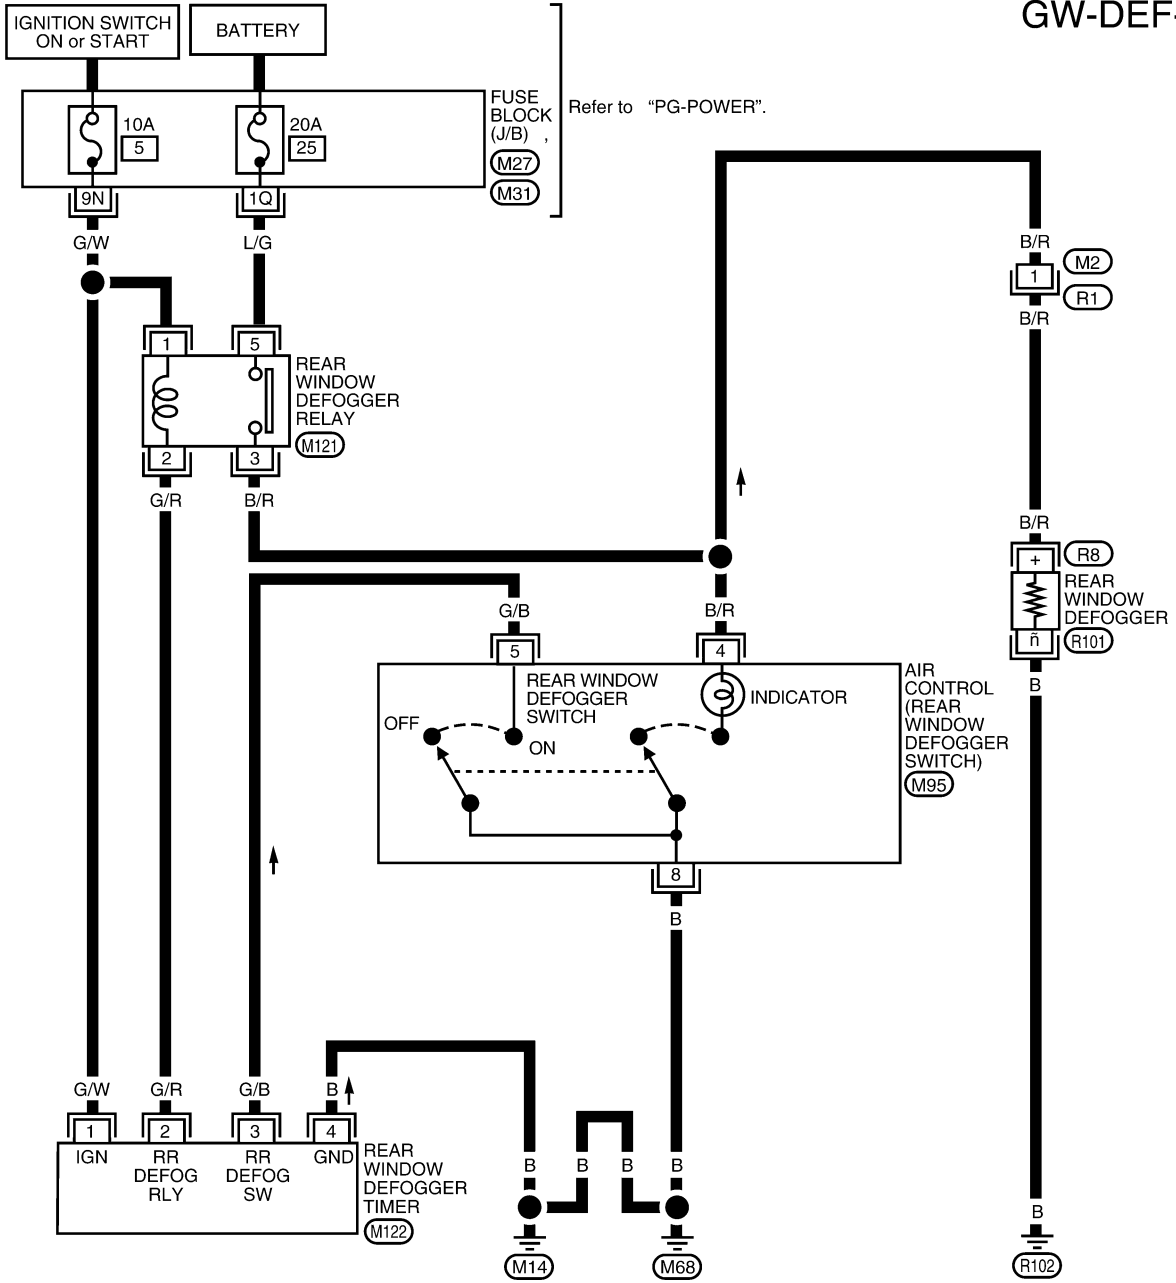 GW-DEF-
IGNITION SWITCH
ON or START
BATTERY
FUSE
BLOCK
(J/B) ,
M27
M31
Refer to “PG-POWER”.
10A
5
20A
25
9N
1Q
G/W
L/G
B/R
1
M2
R1
B/R
1
5
REAR
WINDOW
DEFOGGER
RELAY
M121
2
3
G/R
B/R
B/R
+
R8
REAR
WINDOW
DEFOGGER
ñ
R101
B
G/B
B/R
5
4
REAR WINDOW
DEFOGGER
SWITCH
INDICATOR
OFF
ON
AIR
CONTROL
(REAR
WINDOW
DEFOGGER
SWITCH)
M95
8
B
G/W
G/R
G/B
B
1
2
3
4
IGN
RR
DEFOG
RLY
RR
DEFOG
SW
GND
REAR
WINDOW
DEFOGGER
TIMER
M122
B
B
B
B
B
M14
M68
R102